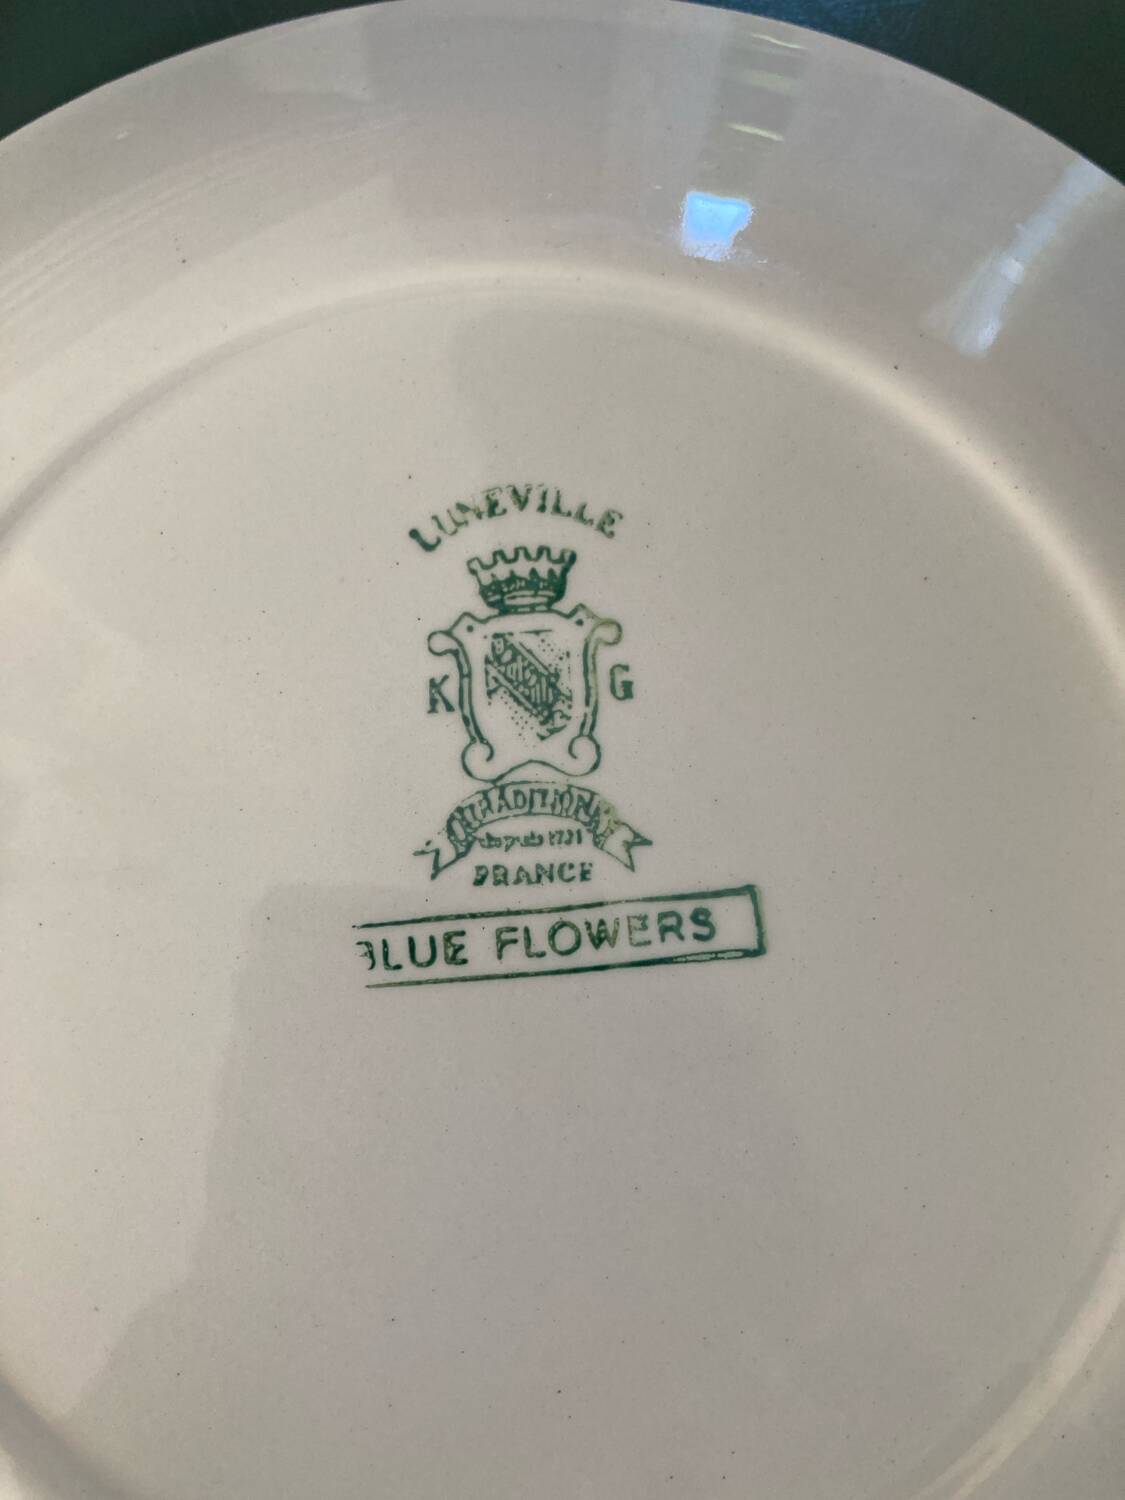 LUNEVILLE
K G
TRADITION
depuis 1731
FRANCE
BLUE FLOWERS